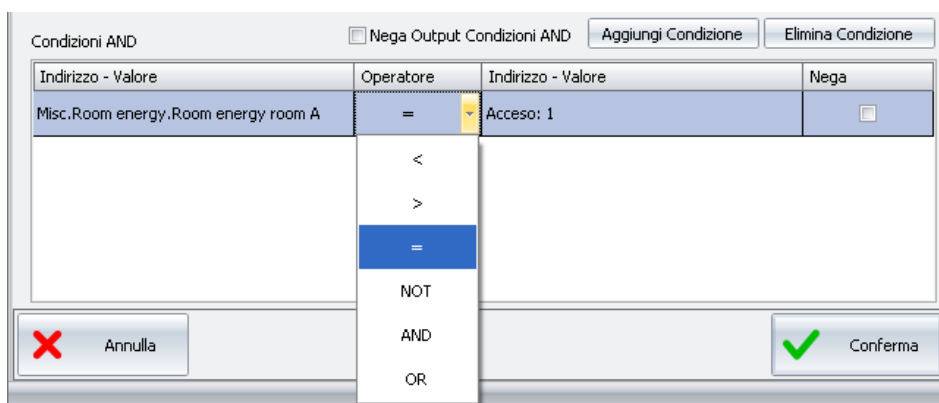 Condizioni AND
Nega Output Condizioni AND
Aggiungi Condizione
Elimina Condizione
Indirizzo - Valore
Operatore
Indirizzo - Valore
Nega
Misc.Room energy.Room energy room A
=
Acceso: 1
<
>
=
NOT
AND
OR
Annulla
Conferma